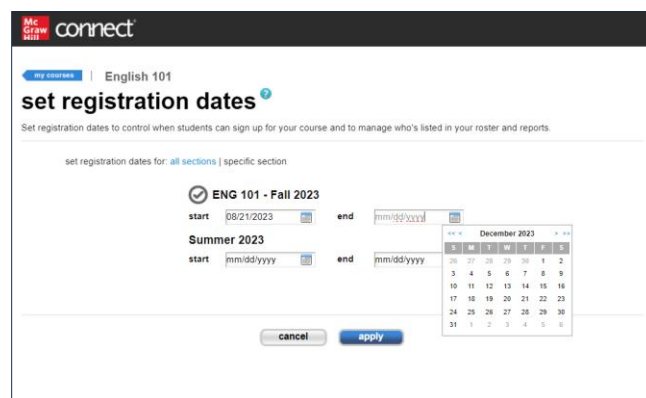 Mc
Graw
Hill
connect
my courses | English 101
set registration dates ?
Set registration dates to control when students can sign up for your course and to manage who's listed in your roster and reports.
set registration dates for: all sections | specific section
ENG 101 - Fall 2023
start 08/21/2023 end mm/dd/yyyy
<< < December 2023 > >>
S M T W T F S
26 27 28 29 30 1 2
3 4 5 6 7 8 9
10 11 12 13 14 15 16
17 18 19 20 21 22 23
24 25 26 27 28 29 30
31 1 2 3 4 5 6
Summer 2023
start mm/dd/yyyy end mm/dd/yyyy
cancel apply